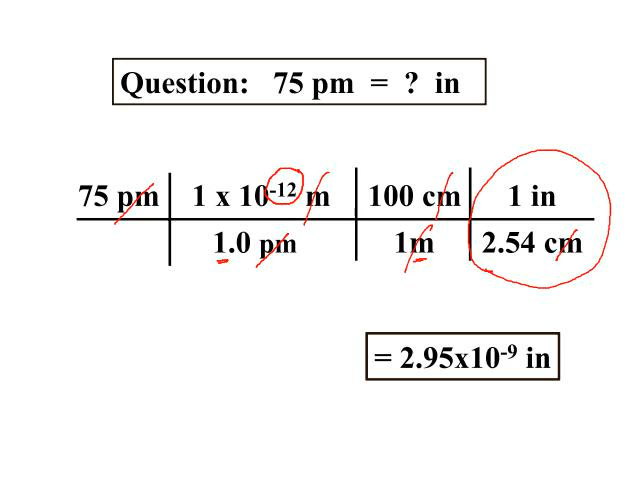 Question: 75 pm = ? in
75 pm 1 x 10-12 m 100 cm 1 in
1.0 pm 1m 2.54 cm
= 2.95x10-9 in